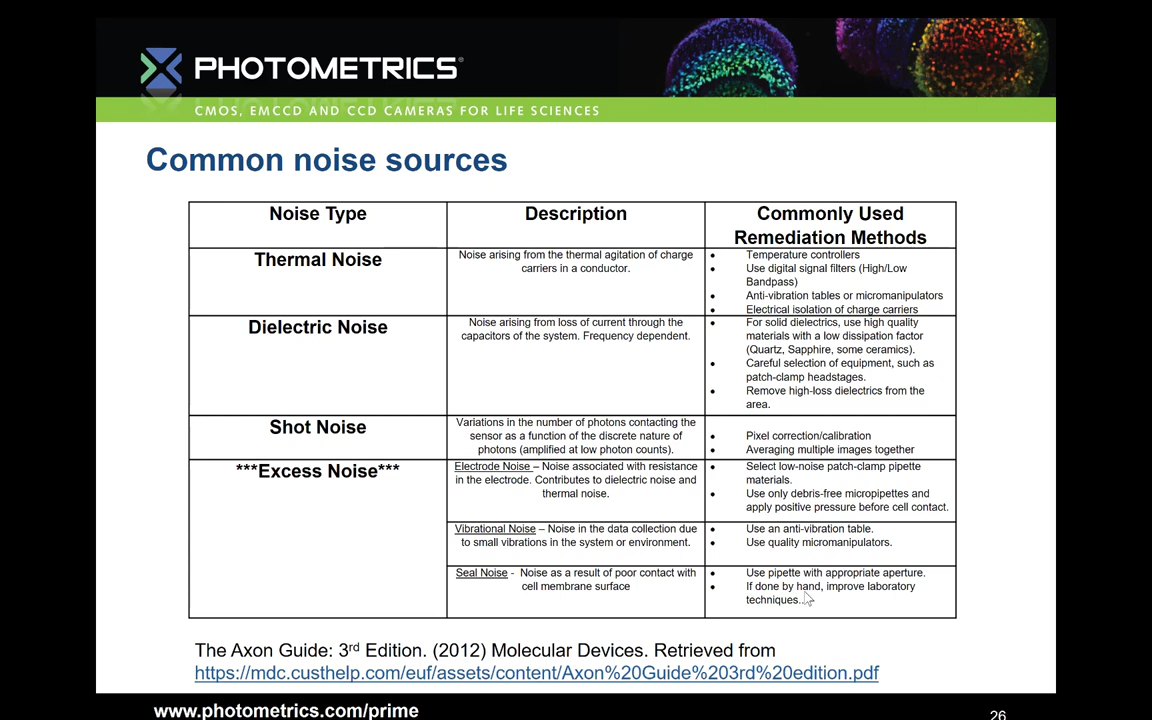 PHOTOMETRICS®
CMOS, EMCCD AND CCD CAMERAS FOR LIFE SCIENCES
Common noise sources
Noise Type
Description
Commonly Used
Remediation Methods
Thermal Noise
Noise arising from the thermal agitation of charge
carriers in a conductor.
• Temperature controllers
• Use digital signal filters (High/Low
Bandpass)
• Anti-vibration tables or micromanipulators
• Electrical isolation of charge carriers
Dielectric Noise
Noise arising from loss of current through the
capacitors of the system. Frequency dependent.
• For solid dielectrics, use high quality
materials with a low dissipation factor
(Quartz, Sapphire, some ceramics).
• Careful selection of equipment, such as
patch-clamp headstages.
• Remove high-loss dielectrics from the
area.
Shot Noise
Variations in the number of photons contacting the
sensor as a function of the discrete nature of
photons (amplified at low photon counts).
• Pixel correction/calibration
• Averaging multiple images together
***Excess Noise***
Electrode Noise – Noise associated with resistance
in the electrode. Contributes to dielectric noise and
thermal noise.
• Select low-noise patch-clamp pipette
materials.
• Use only debris-free micropipettes and
apply positive pressure before cell contact.
Vibrational Noise – Noise in the data collection due
to small vibrations in the system or environment.
• Use an anti-vibration table.
• Use quality micromanipulators.
Seal Noise - Noise as a result of poor contact with
cell membrane surface
• Use pipette with appropriate aperture.
• If done by hand, improve laboratory
techniques..
The Axon Guide: 3rd Edition. (2012) Molecular Devices. Retrieved from
https://mdc.custhelp.com/euf/assets/content/Axon%20Guide%203rd%20edition.pdf
www.photometrics.com/prime
26